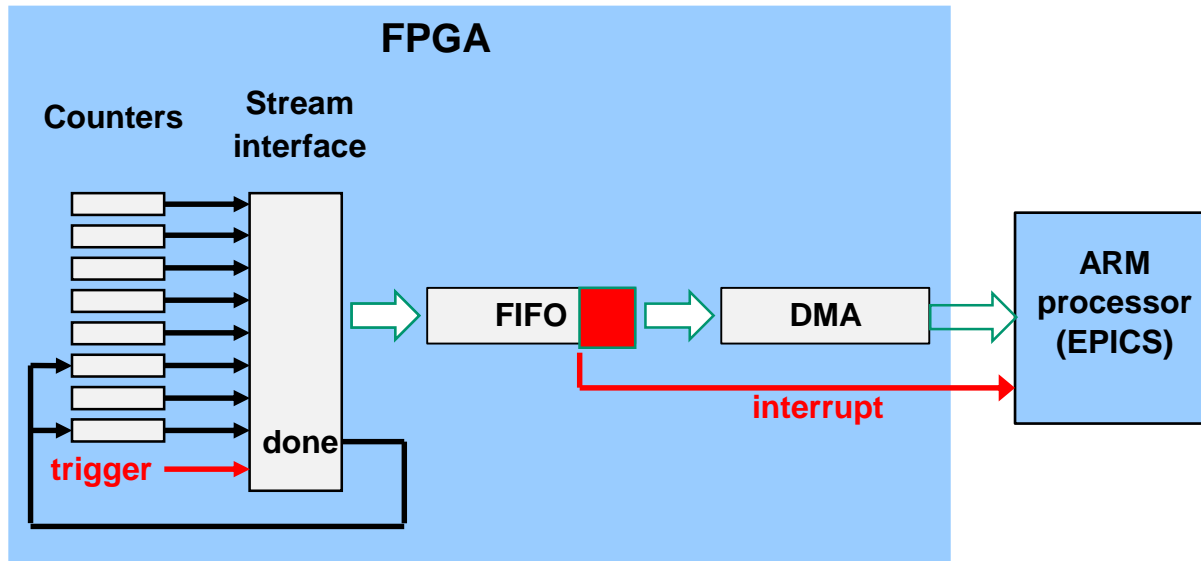 FPGA
Counters
Stream
interface
FIFO
DMA
ARM
processor
(EPICS)
interrupt
done
trigger